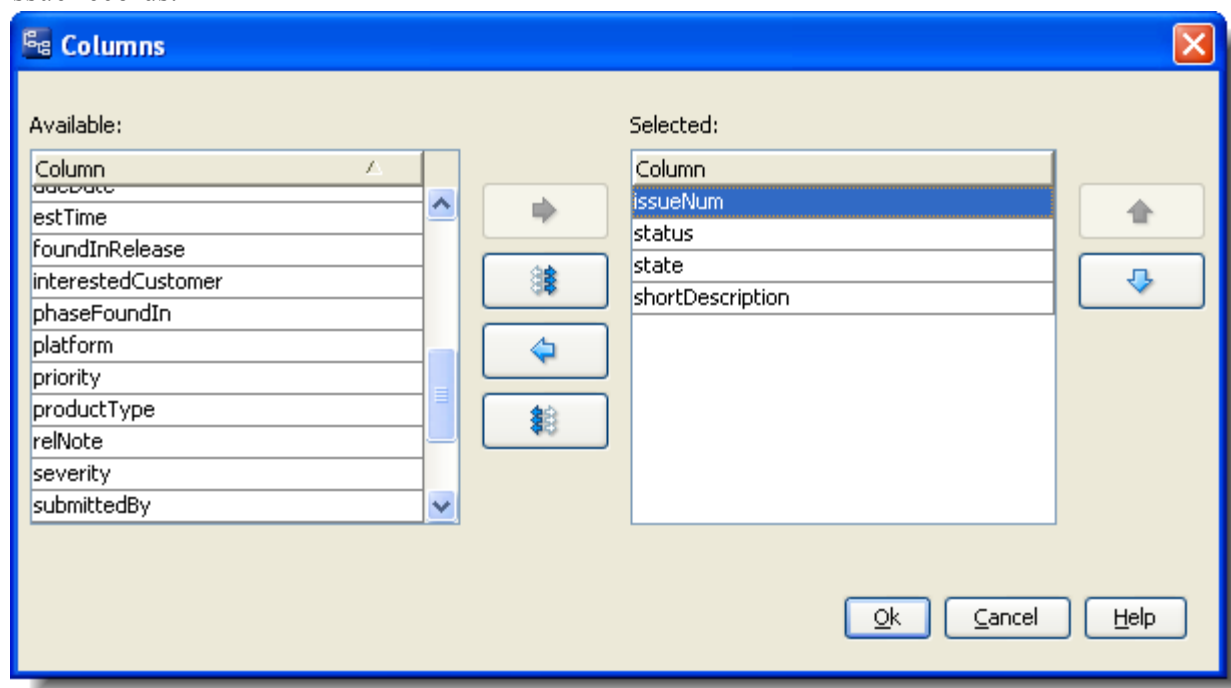 Columns
Available:
Selected:
Column
Column
dueDate
estTime
foundInRelease
interestedCustomer
phaseFoundIn
platform
priority
productType
relNote
severity
submittedBy
issueNum
status
state
shortDescription
Ok
Cancel
Help